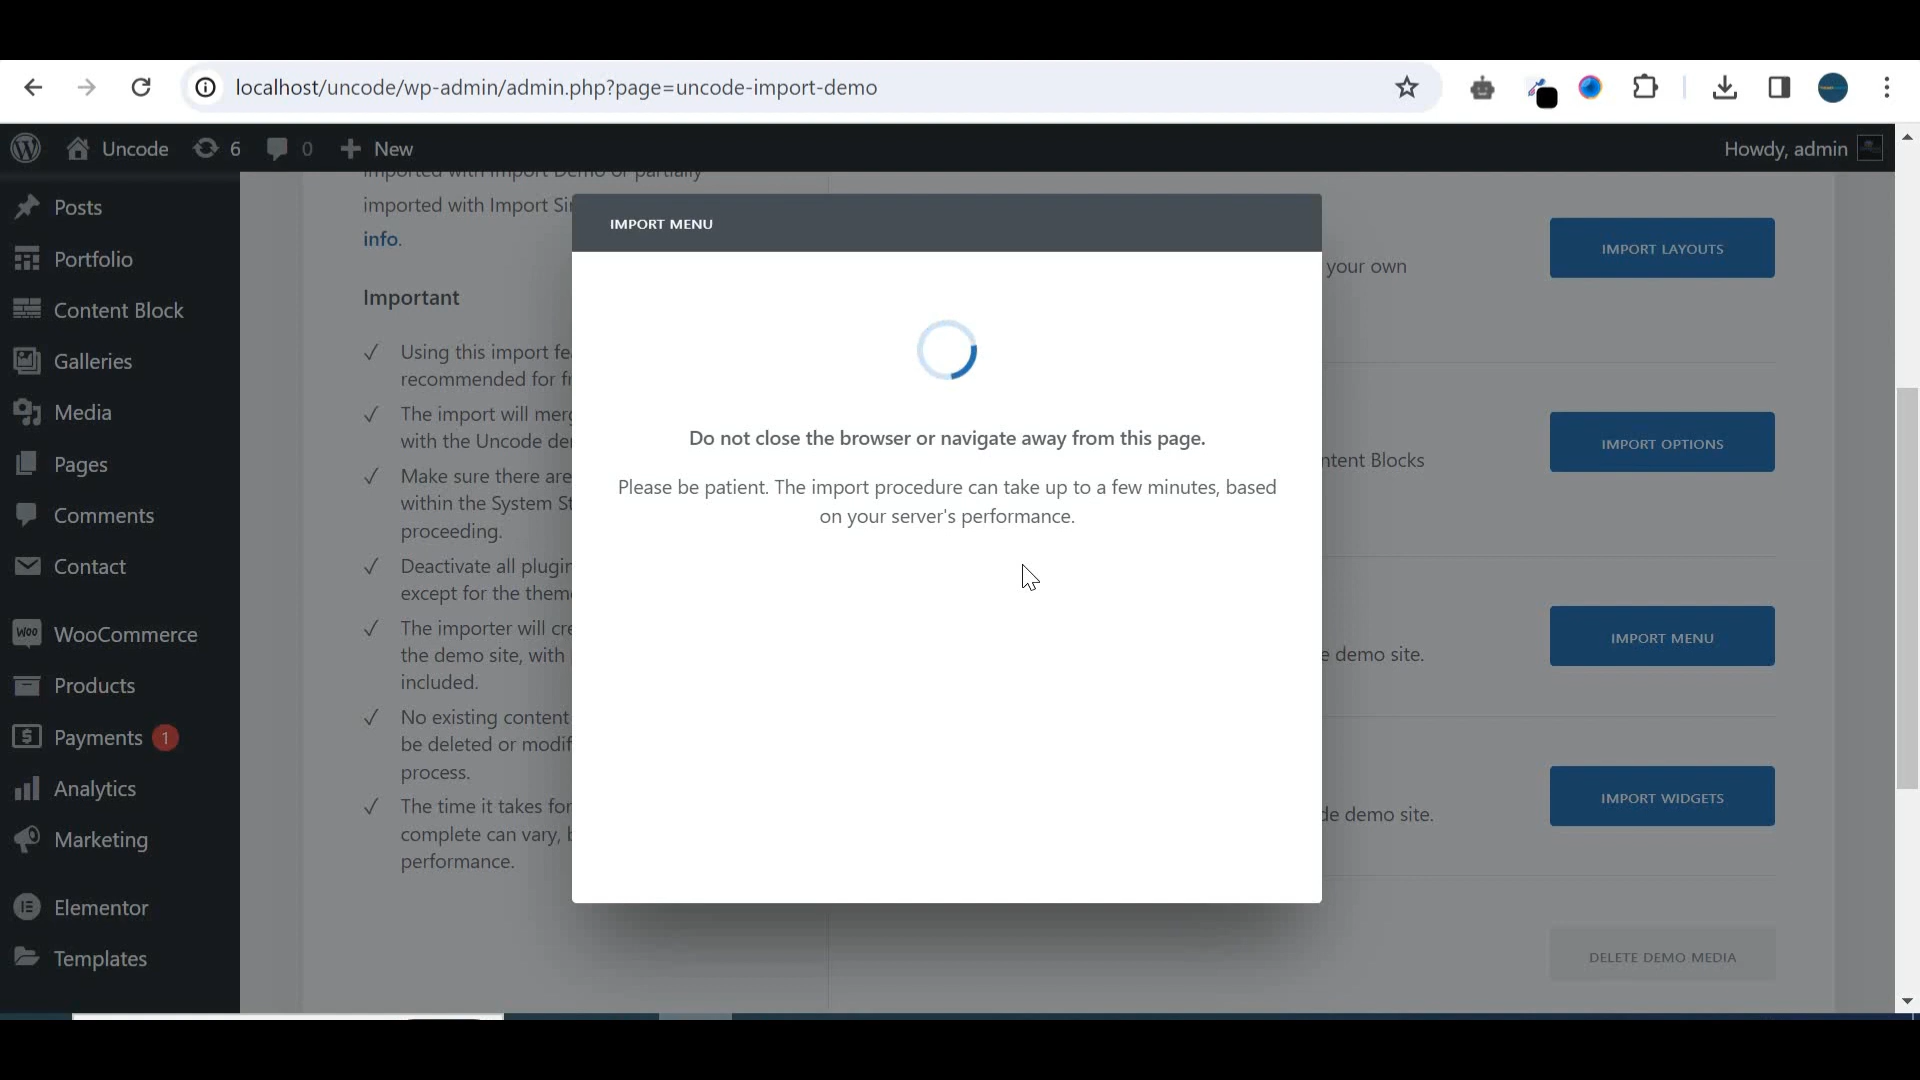 localhost/uncode/wp-admin/admin.php?page=uncode-import-demo
Uncode 6 0 New Howdy, admin
Posts
Portfolio
Content Block
Galleries
Media
Pages
Comments
Contact
WooCommerce
Products
Payments 1
Analytics
Marketing
Elementor
Templates
imported with Import Demo or partially
imported with Import Si
info.
Important
✓ Using this import fe
recommended for f
✓ The import will merg
with the Uncode de
✓ Make sure there are
within the System St
proceeding.
✓ Deactivate all plugin
except for the them
✓ The importer will cre
the demo site, with
included.
✓ No existing content
be deleted or modif
process.
✓ The time it takes for
complete can vary, b
performance.
IMPORT MENU
Do not close the browser or navigate away from this page.
Please be patient. The import procedure can take up to a few minutes, based
on your server's performance.
your own
IMPORT LAYOUTS
ntent Blocks
IMPORT OPTIONS
e demo site.
IMPORT MENU
de demo site.
IMPORT WIDGETS
DELETE DEMO MEDIA